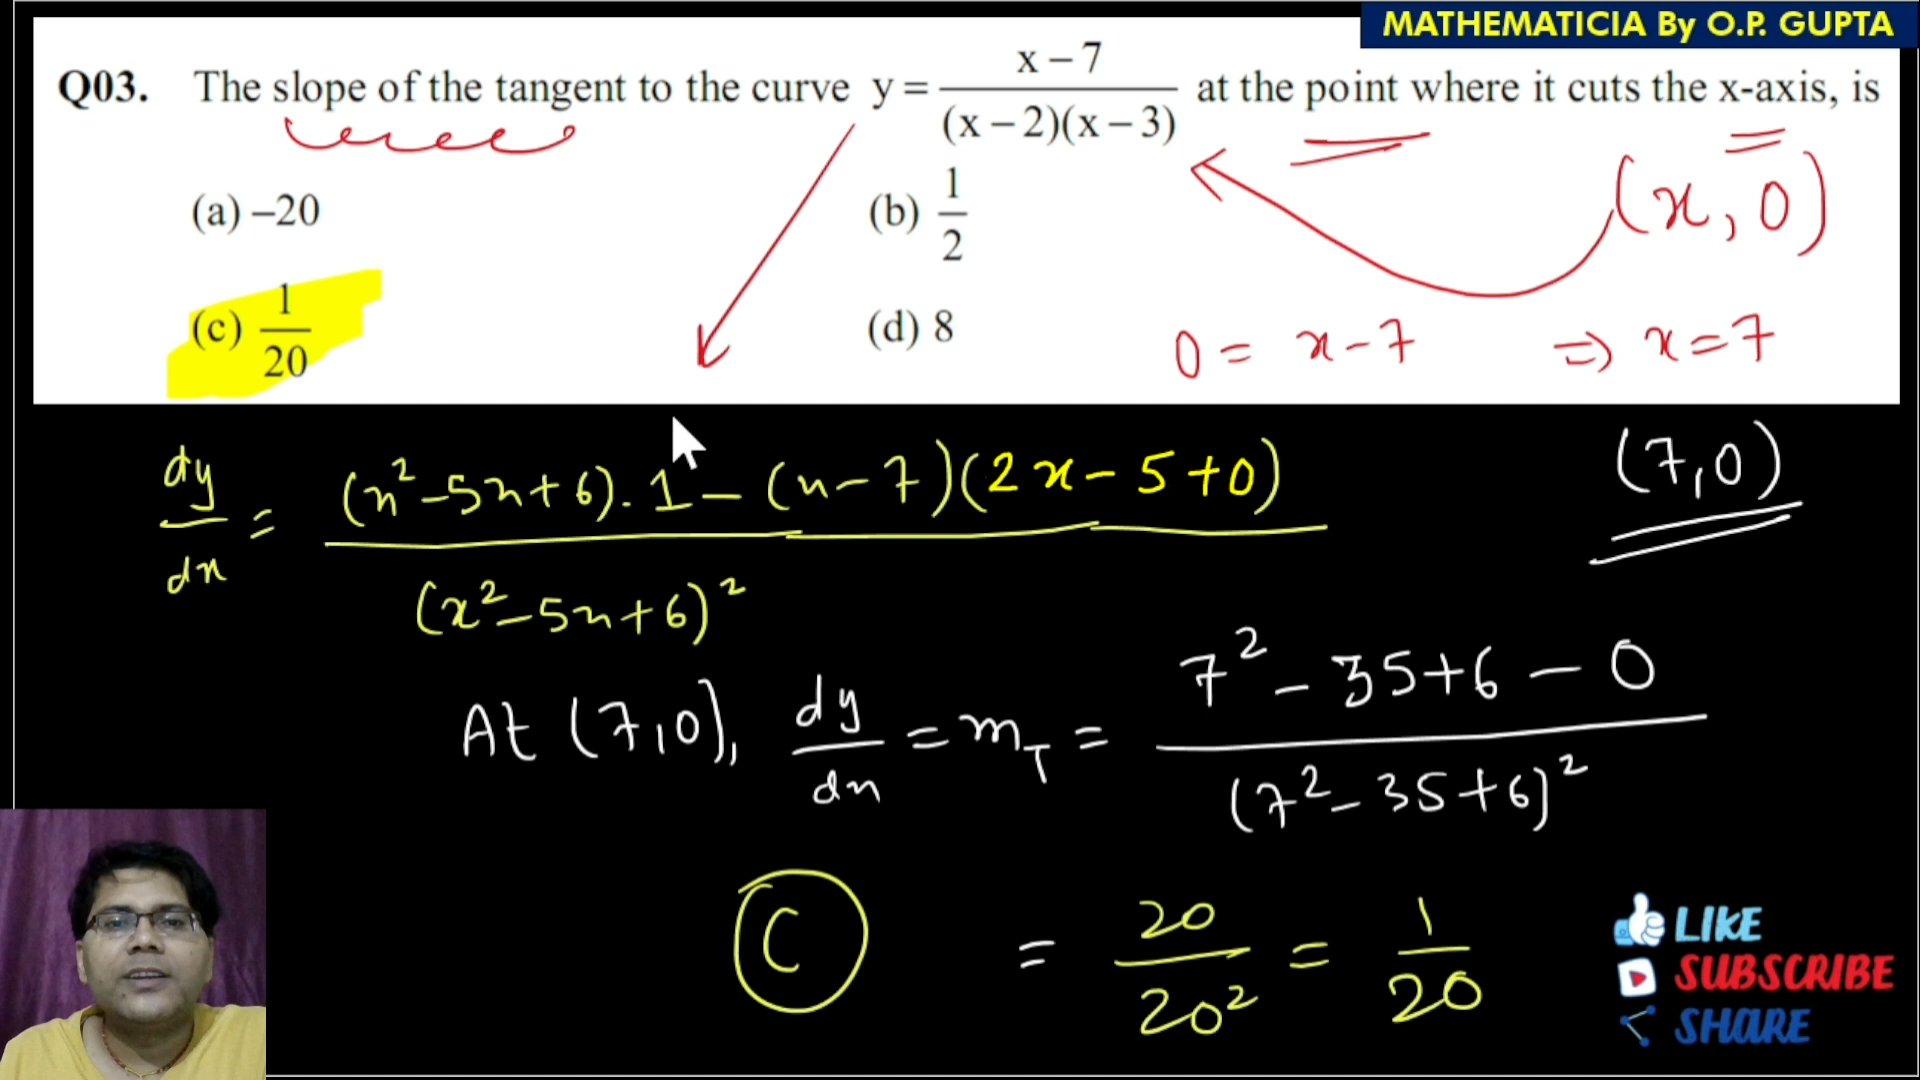 MATHEMATICIA By O.P. GUPTA
Q03. The slope of the tangent to the curve y = (x – 7)/((x – 2)(x – 3)) at the point where it cuts the x-axis, is
(a) –20 (b) 1/2
(c) 1/20 (d) 8
(x, 0)
0 = x – 7 ⇒ x = 7
(7, 0)
dy/dx = ((x² – 5x + 6) . 1 – (x – 7)(2x – 5 + 0))/(x² – 5x + 6)²
At (7, 0), dy/dx = m_T = (7² – 35 + 6 – 0)/(7² – 35 + 6)²
C = 20/20² = 1/20
LIKE
SUBSCRIBE
SHARE